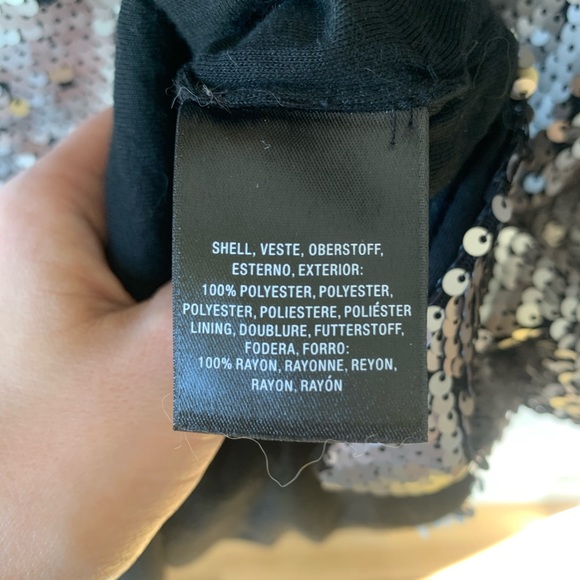 SHELL, VESTE, OBERSTOFF,
ESTERNO, EXTERIOR:
100% POLYESTER, POLYESTER,
POLYESTER, POLIESTERE, POLIÉSTER
LINING, DOUBLURE, FUTTERSTOFF,
FODERA, FORRO:
100% RAYON, RAYONNE, REYON,
RAYON, RAYÓN